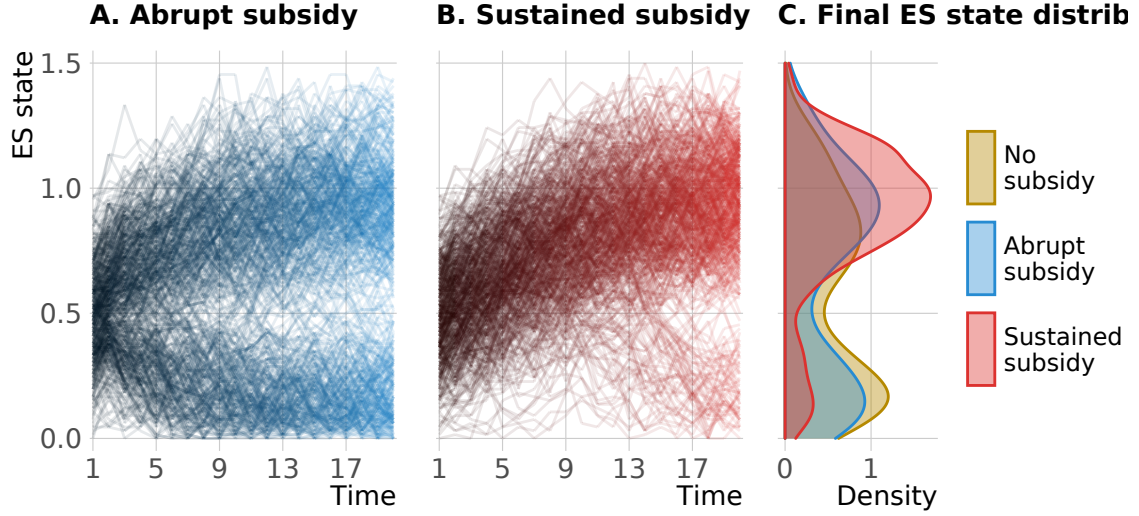 A. Abrupt subsidy
B. Sustained subsidy
C. Final ES state distrib
ES state
1.5
1.0
0.5
0.0
1 5 9 13 17
Time
1 5 9 13 17
Time
0 1
Density
No
subsidy
Abrupt
subsidy
Sustained
subsidy